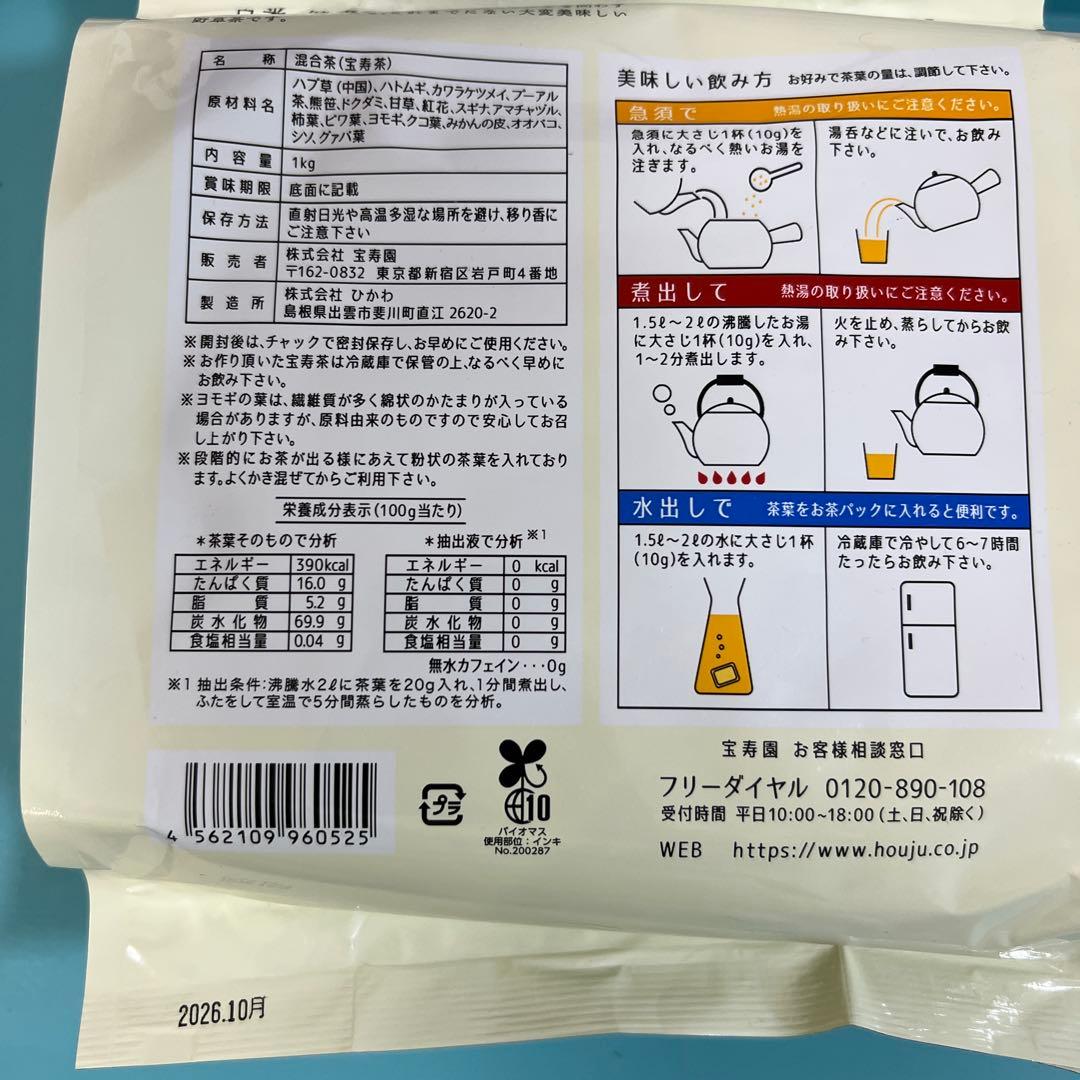 野草茶です。
名称 混合茶(宝寿茶)
原材料名 ハブ草(中国)、ハトムギ、カワラケツメイ、プーアル
茶、熊笹、ドクダミ、甘草、紅花、スギナ、アマチャヅル、
柿葉、ビワ葉、ヨモギ、クコ葉、みかんの皮、オオバコ、
シソ、グァバ葉
内容量 1kg
賞味期限 底面に記載
保存方法 直射日光や高温多湿な場所を避け、移り香に
ご注意下さい
販売者 株式会社 宝寿園
〒162-0832 東京都新宿区岩戸町4番地
製造所 株式会社 ひかわ
島根県出雲市斐川町直江 2620-2
※開封後は、チャックで密封保存し、お早めにご使用ください。
※お作り頂いた宝寿茶は冷蔵庫で保管の上、なるべく早めに
お飲み下さい。
※ヨモギの葉は、繊維質が多く綿状のかたまりが入っている
場合がありますが、原料由来のものですので安心してお召
し上がり下さい。
※段階的にお茶が出る様にあえて粉状の茶葉を入れており
ます。よくかき混ぜてからご利用下さい。
栄養成分表示(100g当たり)
*茶葉そのもので分析
エネルギー 390kcal
たんぱく質 16.0 g
脂質 5.2 g
炭水化物 69.9 g
食塩相当量 0.04 g
*抽出液で分析※1
エネルギー 0 kcal
たんぱく質 0 g
脂質 0 g
炭水化物 0 g
食塩相当量 0 g
無水カフェイン・・・0g
※1 抽出条件:沸騰水2ℓに茶葉を20g入れ、1分間煮出し、
ふたをして室温で5分間蒸らしたものを分析。
美味しい飲み方 お好みで茶葉の量は、調節して下さい。
急須で 熱湯の取り扱いにご注意ください。
急須に大さじ1杯(10g)を
入れ、なるべく熱いお湯を
注ぎます。
湯呑などに注いで、お飲み
下さい。
煮出して 熱湯の取り扱いにご注意ください。
1.5ℓ〜2ℓの沸騰したお湯
に大さじ1杯(10g)を入れ、
1〜2分煮出します。
火を止め、蒸らしてからお飲
み下さい。
水出しで 茶葉をお茶パックに入れると便利です。
1.5ℓ〜2ℓの水に大さじ1杯
(10g)を入れます。
冷蔵庫で冷やして6〜7時間
たったらお飲み下さい。
4 562109 960525
プラ
10
バイオマス
使用部位:インキ
No.200287
宝寿園 お客様相談窓口
フリーダイヤル 0120-890-108
受付時間 平日10:00~18:00(土、日、祝除く)
WEB https://www.houju.co.jp
2026.10月